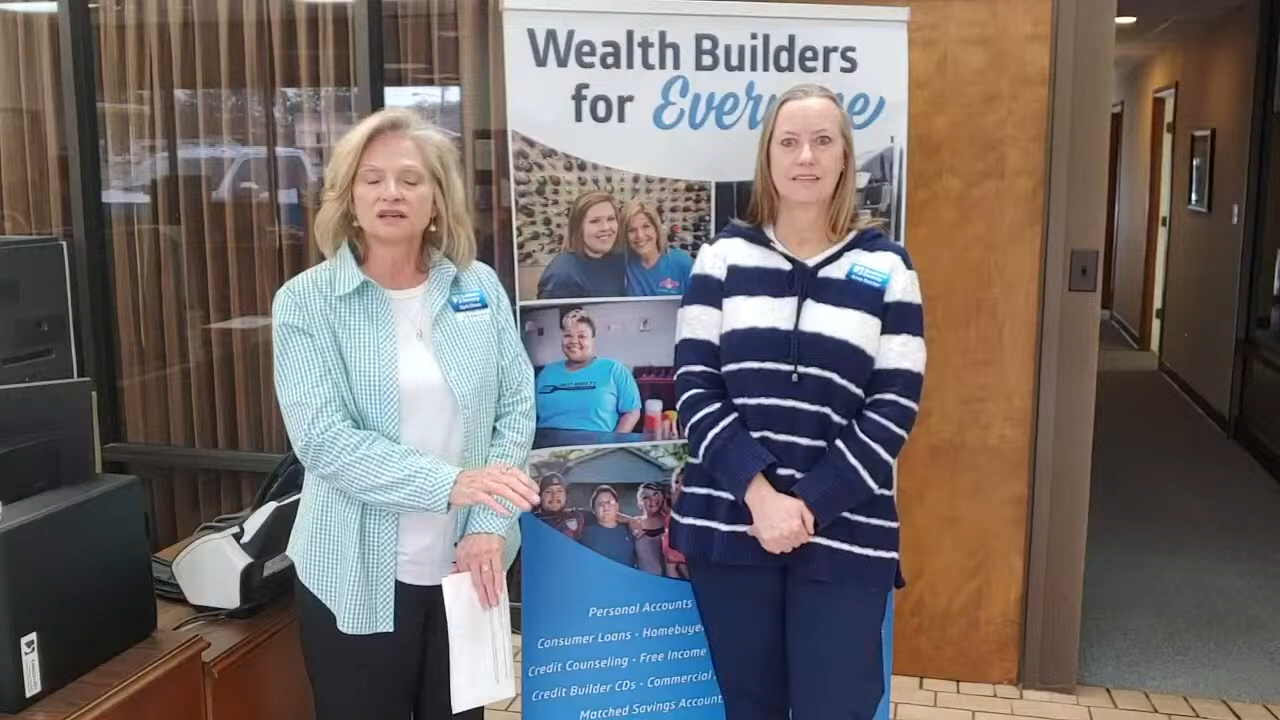 Wealth Builders
for Everyone
Personal Accounts
Consumer Loans - Homebuye
Credit Counseling - Free Income
Credit Builder CDs - Commercial
Matched Savings Account